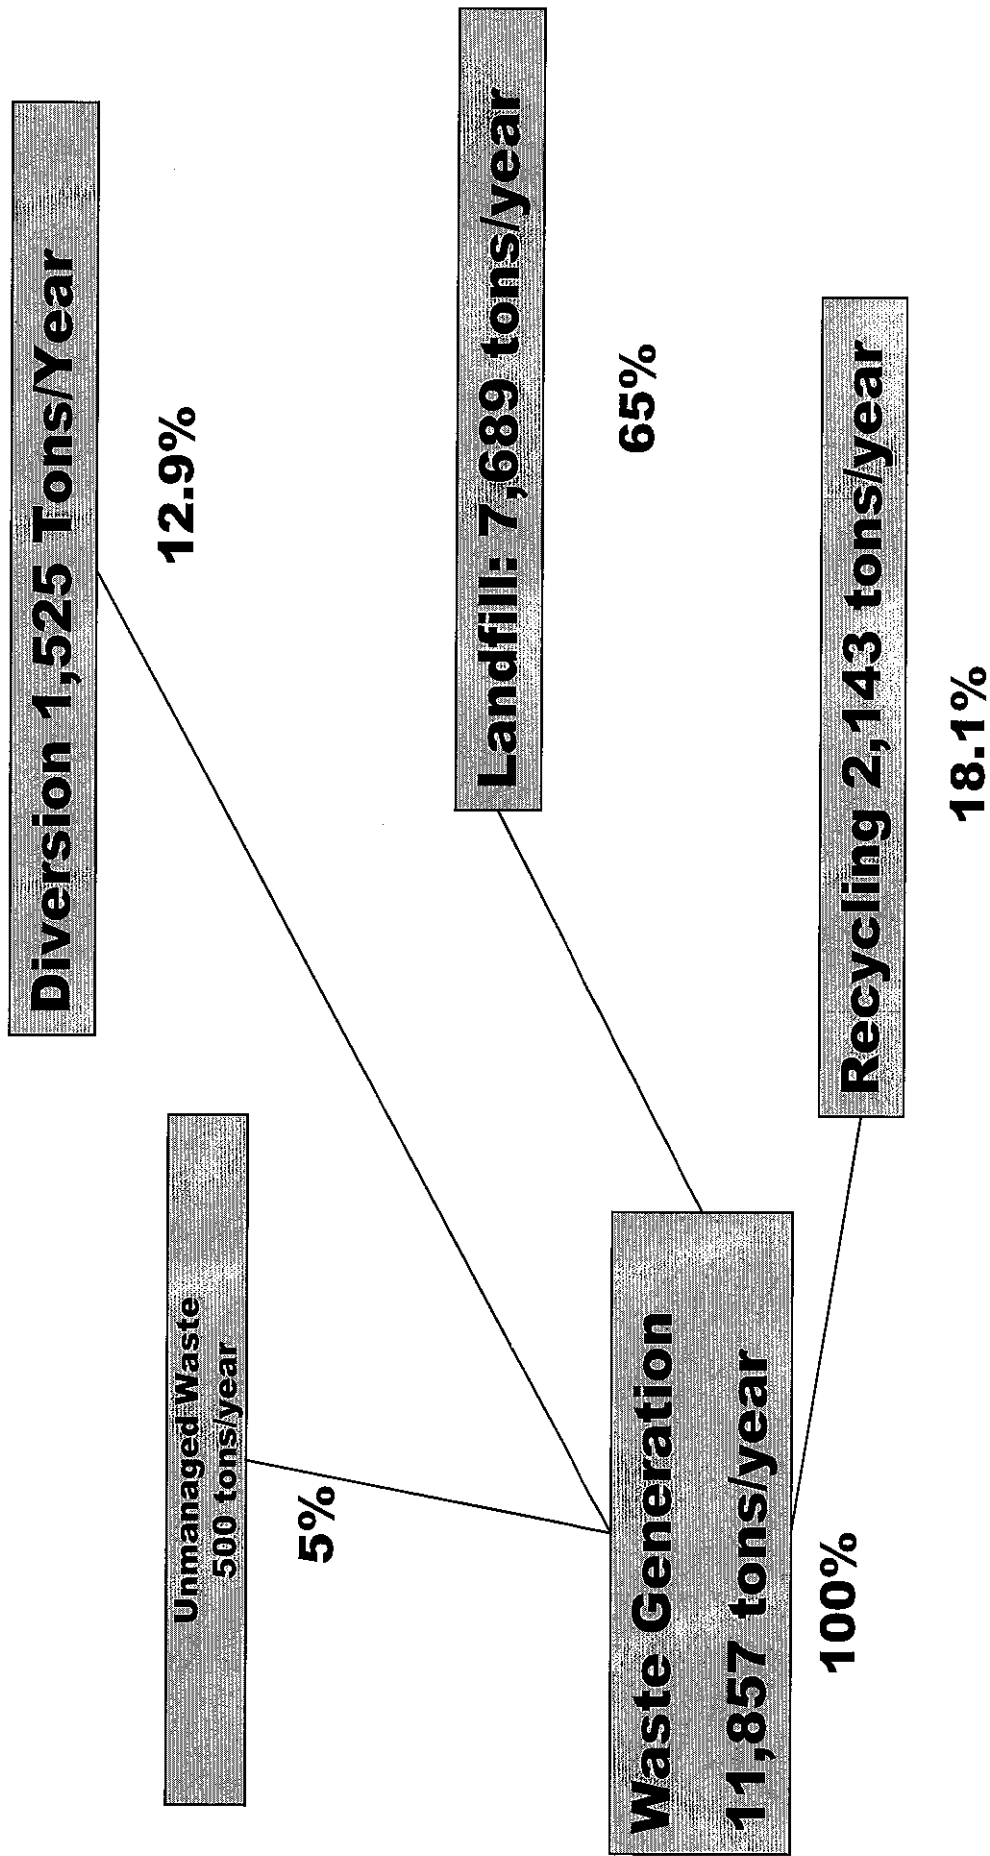 Diversion 1,525 Tons/Year
12.9%
Unmanaged Waste
500 tons/year
5%
Landfill: 7,689 tons/year
65%
Waste Generation
11,857 tons/year
100%
Recycling 2,143 tons/year
18.1%